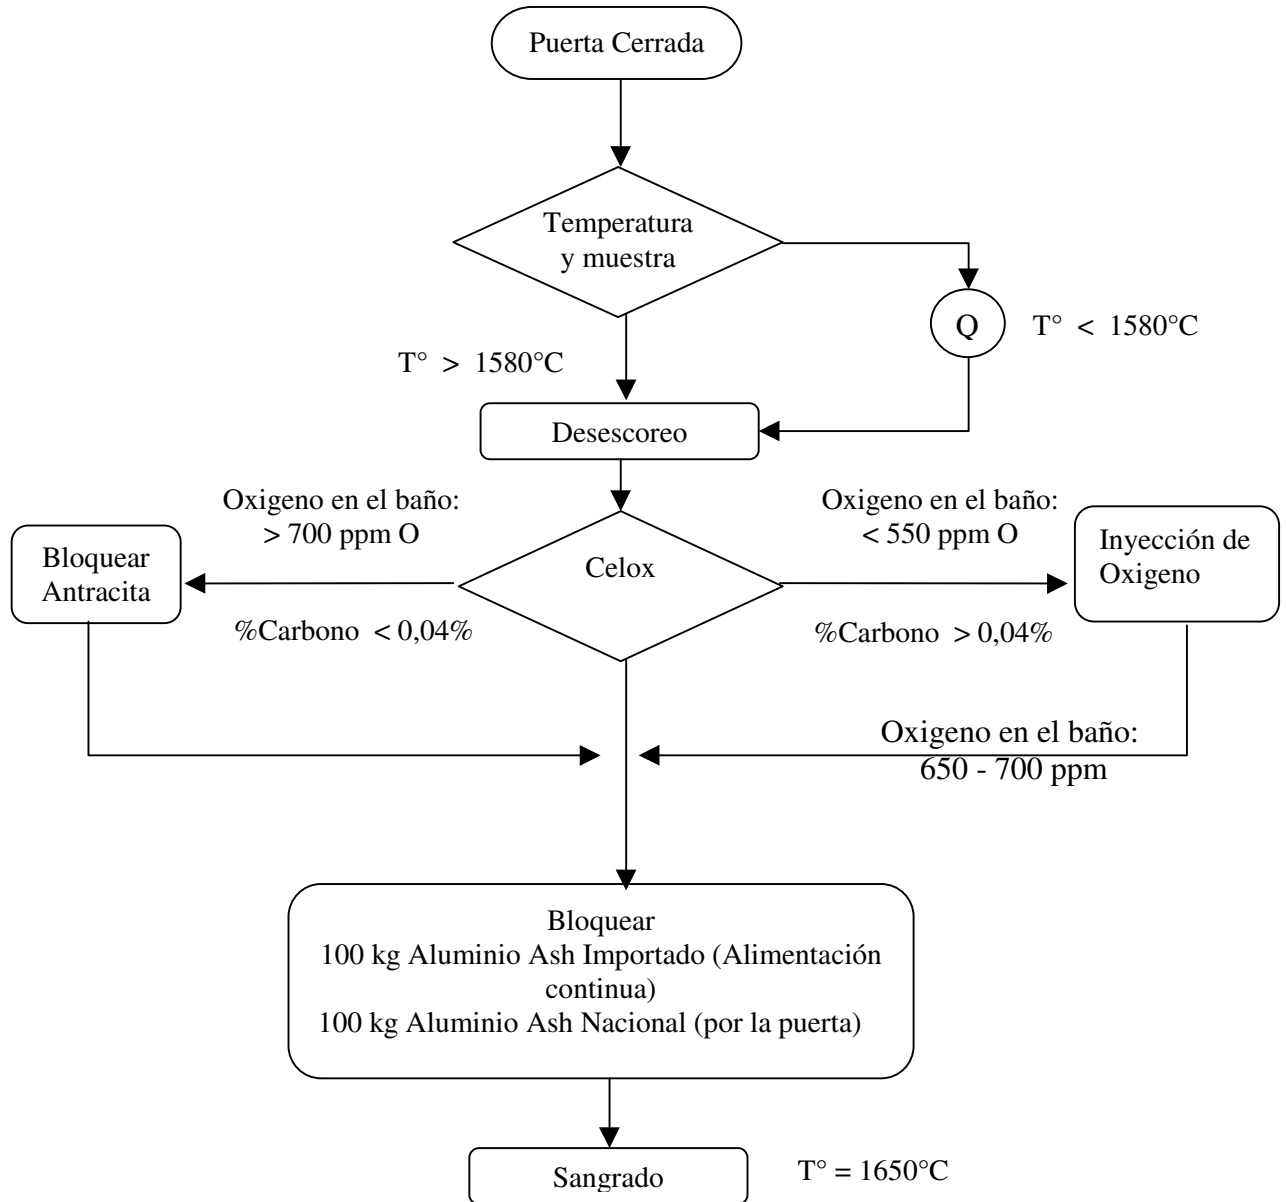 Puerta Cerrada
Temperatura
y muestra
Q
T° < 1580°C
T° > 1580°C
Desescoreo
Oxigeno en el baño:
> 700 ppm O
Oxigeno en el baño:
< 550 ppm O
Bloquear
Antracita
Celox
Inyección de
Oxigeno
%Carbono < 0,04%
%Carbono > 0,04%
Oxigeno en el baño:
650 - 700 ppm
Bloquear
100 kg Aluminio Ash Importado (Alimentación
continua)
100 kg Aluminio Ash Nacional (por la puerta)
Sangrado
T° = 1650°C